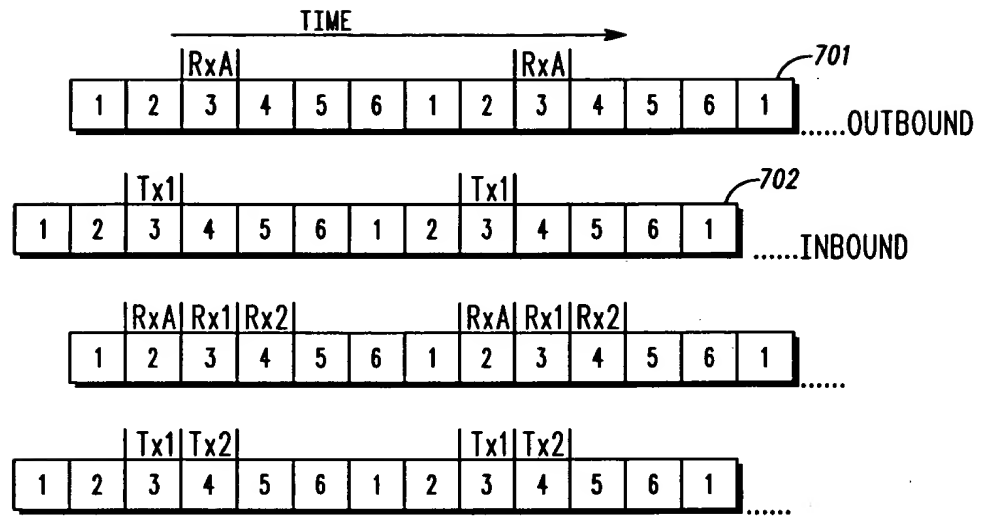 TIME
RxA RxA
701
1 2 3 4 5 6 1 2 3 4 5 6 1
......OUTBOUND
Tx1 Tx1
702
1 2 3 4 5 6 1 2 3 4 5 6 1
......INBOUND
RxA Rx1 Rx2 RxA Rx1 Rx2
1 2 3 4 5 6 1 2 3 4 5 6 1
......
Tx1 Tx2 Tx1 Tx2
1 2 3 4 5 6 1 2 3 4 5 6 1
......